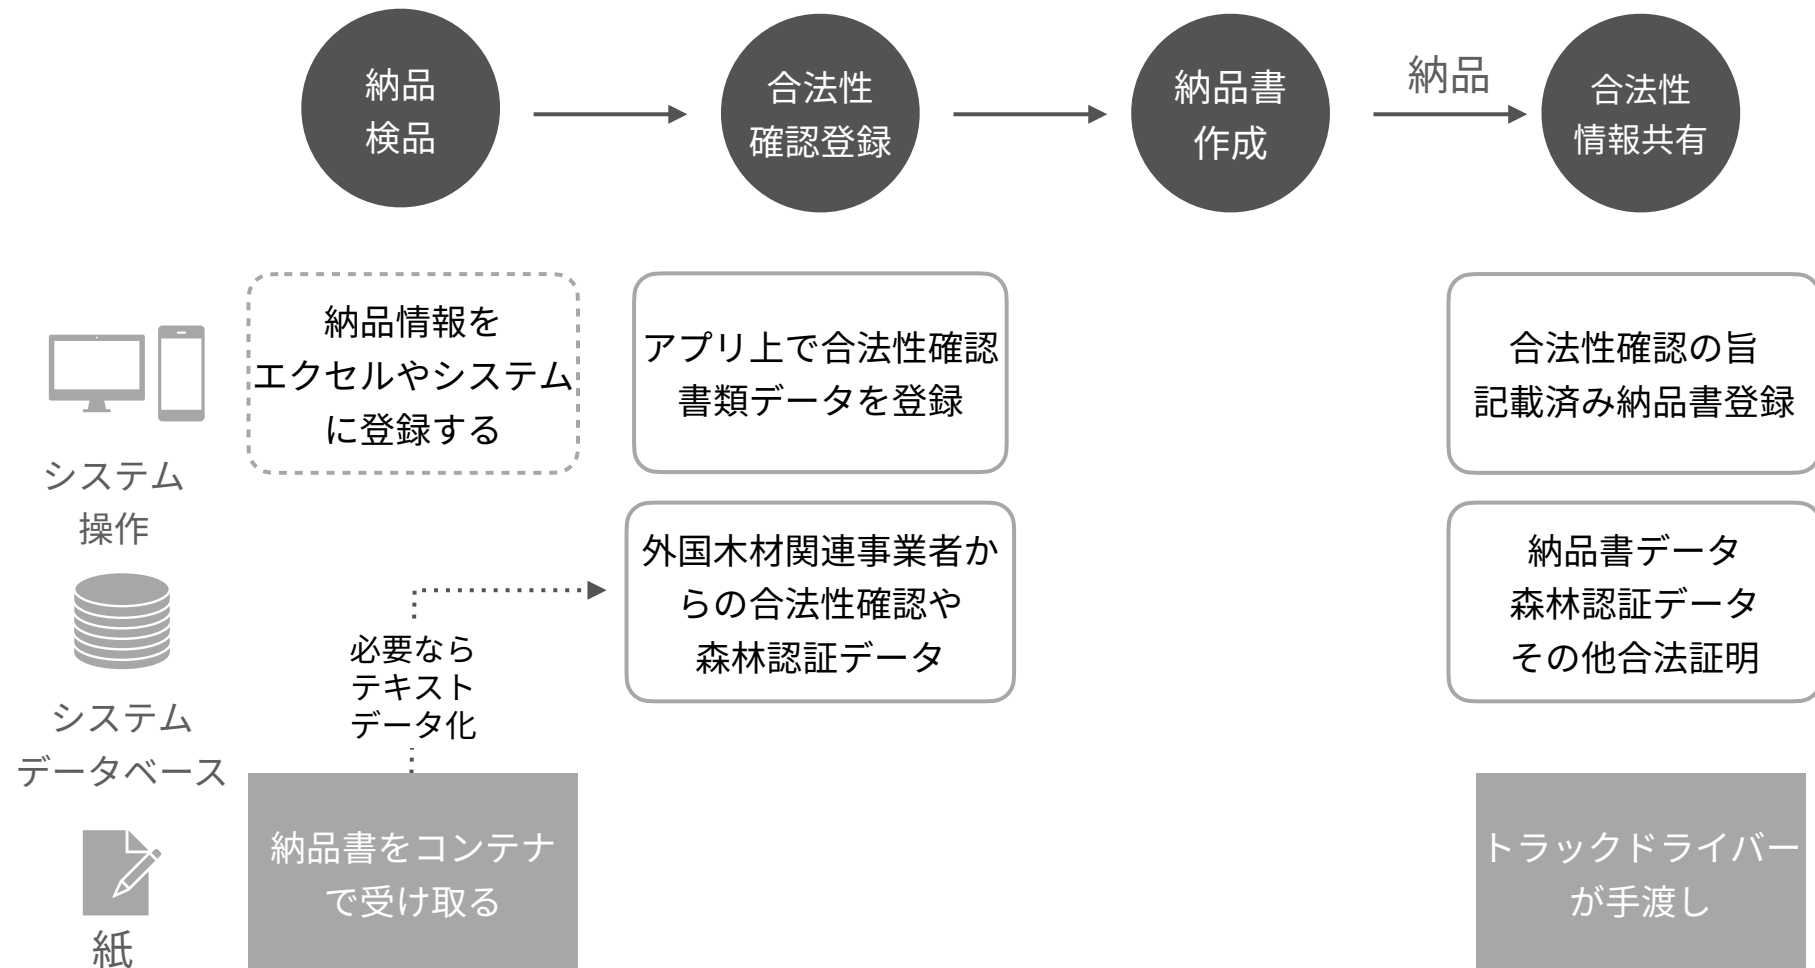 納品
検品
合法性
確認登録
納品書
作成
納品
合法性
情報共有
システム
操作
納品情報を
エクセルやシステム
に登録する
アプリ上で合法性確認
書類データを登録
合法性確認の旨
記載済み納品書登録
システム
データベース
必要なら
テキスト
データ化
外国木材関連事業者か
らの合法性確認や
森林認証データ
納品書データ
森林認証データ
その他合法証明
紙
納品書をコンテナ
で受け取る
トラックドライバー
が手渡し